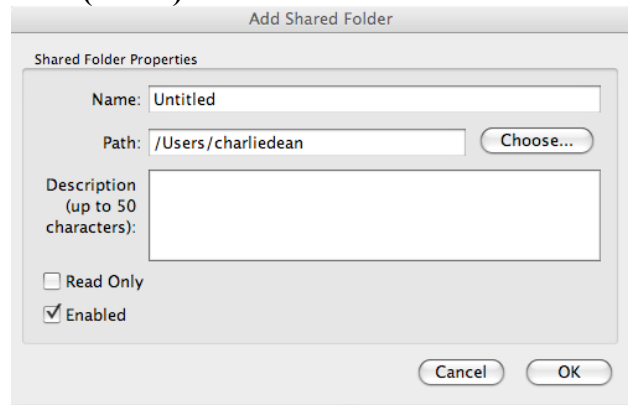 Add Shared Folder
Shared Folder Properties
Name: Untitled
Path: /Users/charliedean Choose...
Description
(up to 50
characters):
Read Only
Enabled
Cancel OK